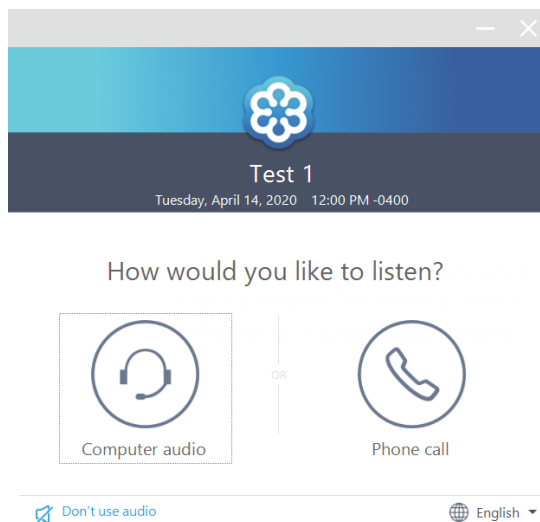 Test 1
Tuesday, April 14, 2020 12:00 PM -0400
How would you like to listen?
OR
Computer audio
Phone call
Don't use audio
English